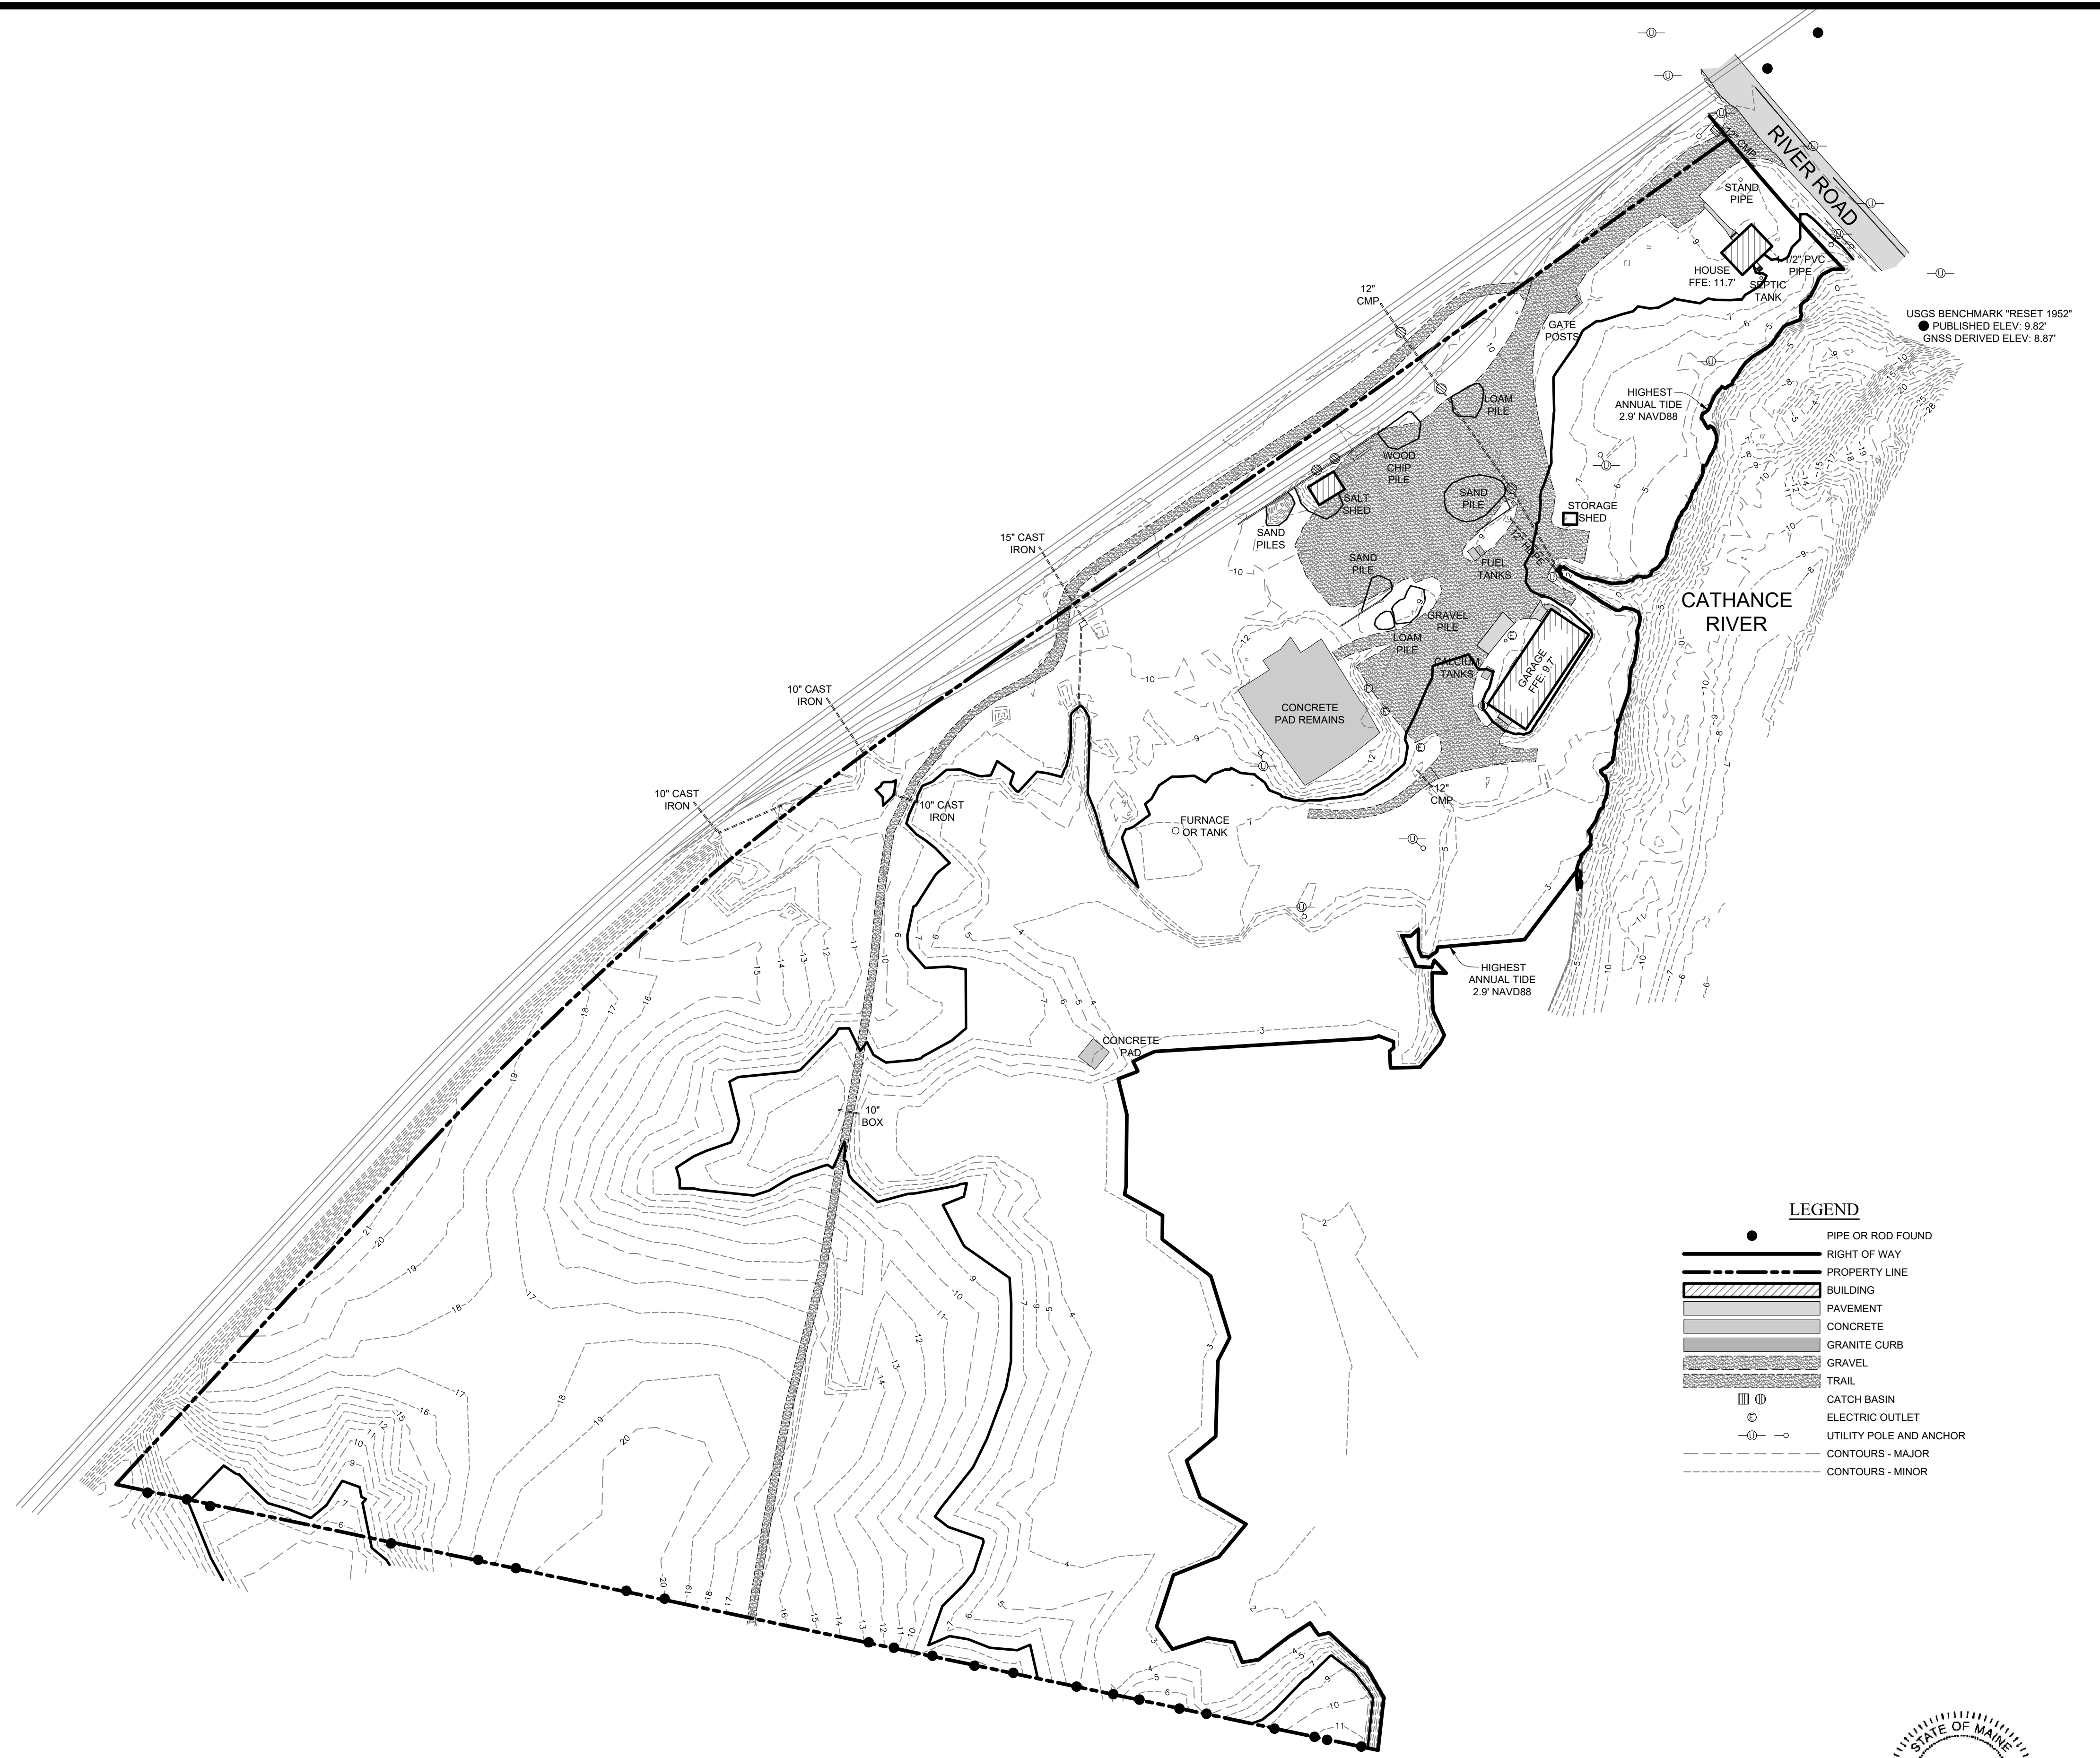 RIVER ROAD
12" CMP
STAND
PIPE
1 1/2" PVC
PIPE
HOUSE
FFE: 11.7'
SEPTIC
TANK
12"
CMP
GATE
POSTS
USGS BENCHMARK "RESET 1952"
PUBLISHED ELEV: 9.82'
GNSS DERIVED ELEV: 8.87'
HIGHEST
ANNUAL TIDE
2.9' NAVD88
LOAM
PILE
WOOD
CHIP
PILE
SALT
SHED
SAND
PILE
STORAGE
SHED
SAND
PILES
12" HDPE
15" CAST
IRON
SAND
PILE
FUEL
TANKS
CATHANCE
RIVER
GRAVEL
PILE
LOAM
PILE
CALCIUM
TANKS
GARAGE
FFE: 9.7'
10" CAST
IRON
CONCRETE
PAD REMAINS
10" CAST
IRON
10" CAST
IRON
12"
CMP
FURNACE
OR TANK
HIGHEST
ANNUAL TIDE
2.9' NAVD88
CONCRETE
PAD
10"
BOX
LEGEND
PIPE OR ROD FOUND
RIGHT OF WAY
PROPERTY LINE
BUILDING
PAVEMENT
CONCRETE
GRANITE CURB
GRAVEL
TRAIL
CATCH BASIN
E ELECTRIC OUTLET
U UTILITY POLE AND ANCHOR
CONTOURS - MAJOR
CONTOURS - MINOR
STATE OF MAINE